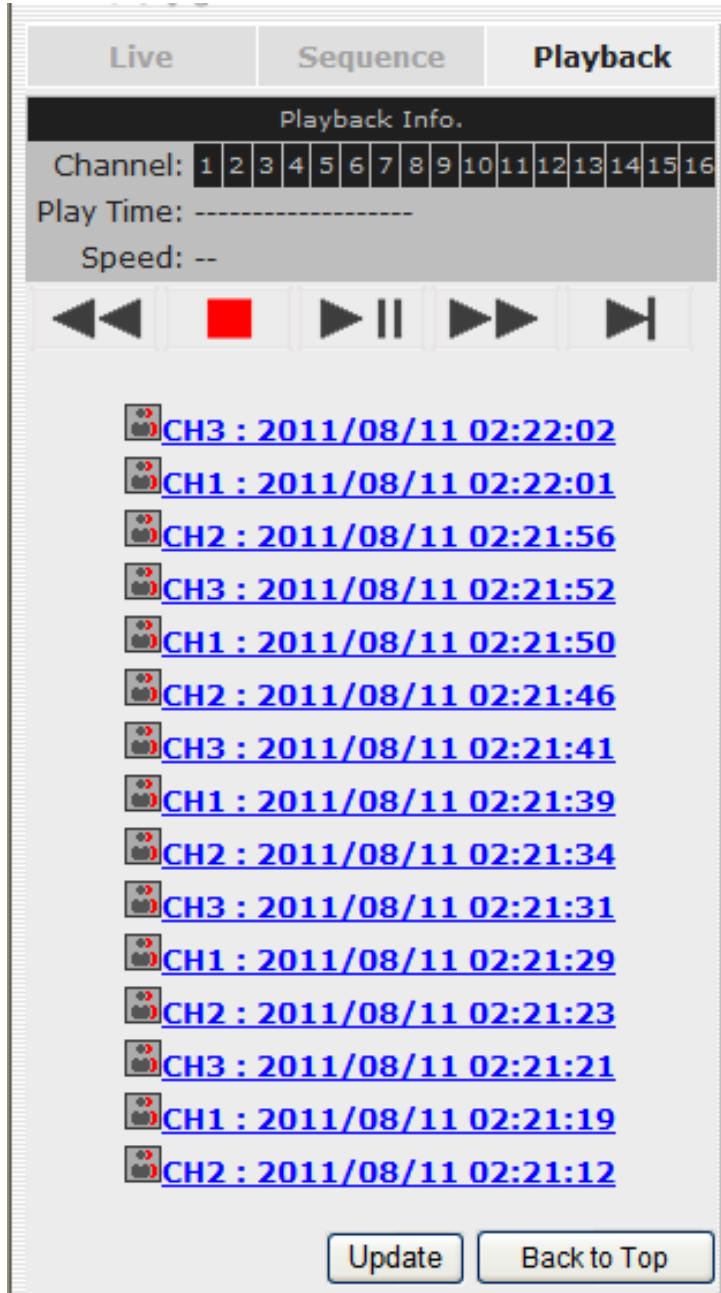 Live Sequence Playback
Playback Info.
Channel: 1 2 3 4 5 6 7 8 9 10 11 12 13 14 15 16
Play Time: -------------------
Speed: --
CH3 : 2011/08/11 02:22:02
CH1 : 2011/08/11 02:22:01
CH2 : 2011/08/11 02:21:56
CH3 : 2011/08/11 02:21:52
CH1 : 2011/08/11 02:21:50
CH2 : 2011/08/11 02:21:46
CH3 : 2011/08/11 02:21:41
CH1 : 2011/08/11 02:21:39
CH2 : 2011/08/11 02:21:34
CH3 : 2011/08/11 02:21:31
CH1 : 2011/08/11 02:21:29
CH2 : 2011/08/11 02:21:23
CH3 : 2011/08/11 02:21:21
CH1 : 2011/08/11 02:21:19
CH2 : 2011/08/11 02:21:12
Update Back to Top